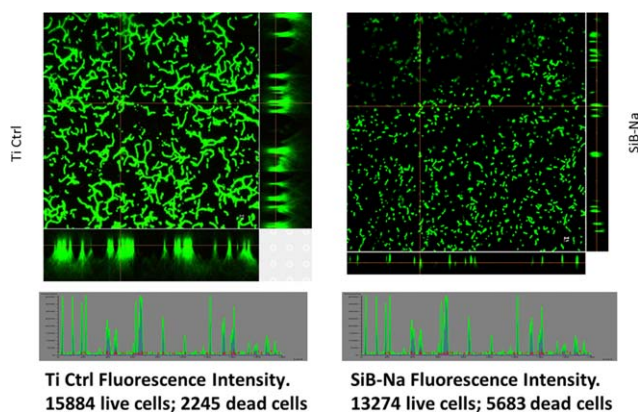 Ti Ctrl
SiB-Na
Ti Ctrl Fluorescence Intensity.
15884 live cells; 2245 dead cells
SiB-Na Fluorescence Intensity.
13274 live cells; 5683 dead cells